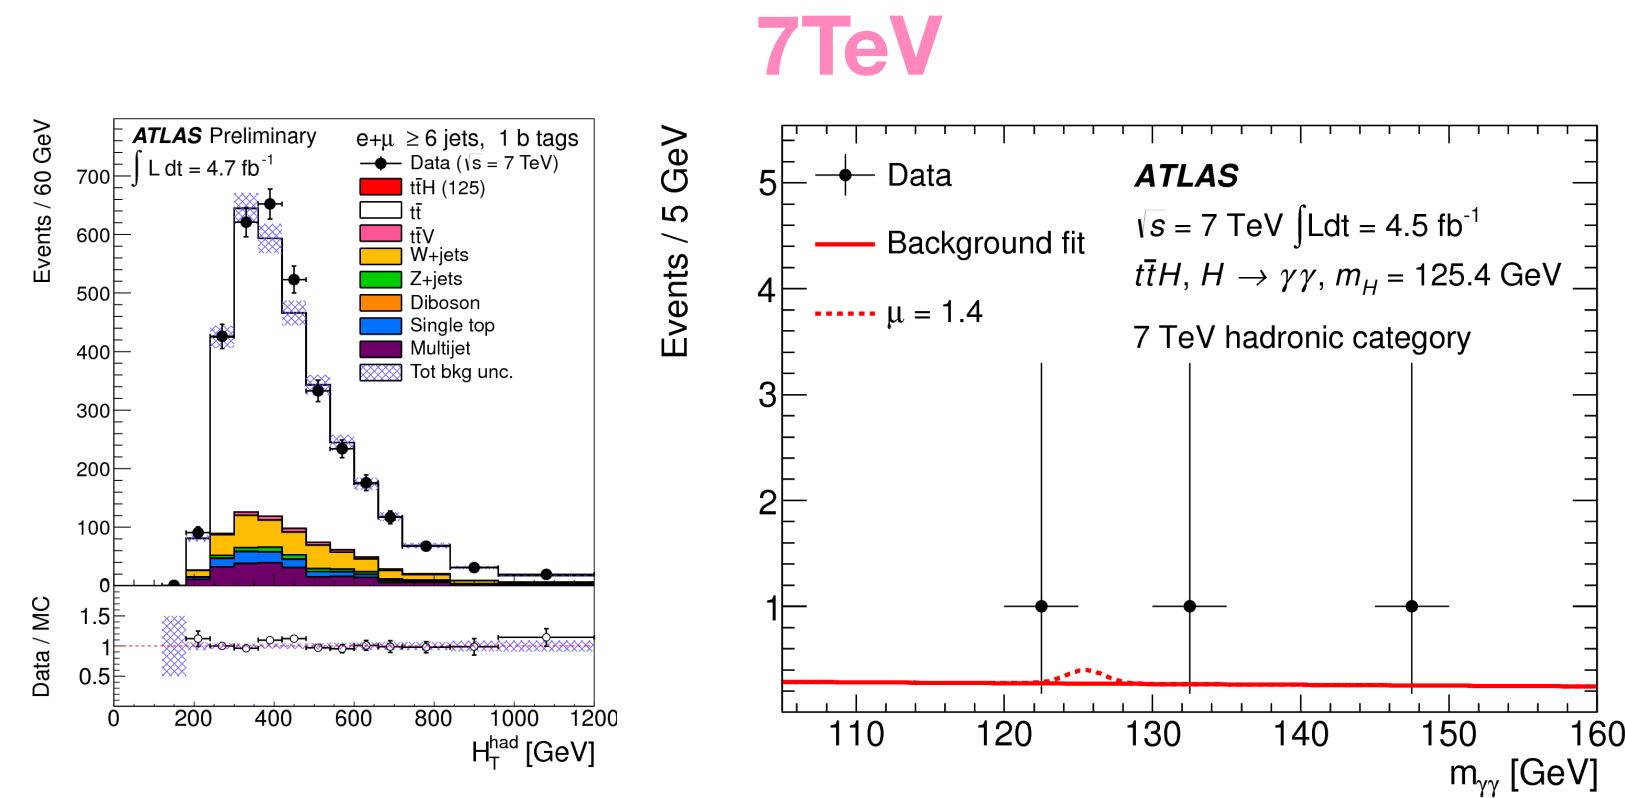 7TeV
ATLAS Preliminary
∫ L dt = 4.7 fb⁻¹
e+μ ≥ 6 jets, 1 b tags
Data (√s = 7 TeV)
tt̄H (125)
tt̄
tt̄V
W+jets
Z+jets
Diboson
Single top
Multijet
Tot bkg unc.
Events / 60 GeV
700
600
500
400
300
200
100
0
Data / MC
1.5
1
0.5
0 200 400 600 800 1000 1200
H_T^had [GeV]
Events / 5 GeV
5
4
3
2
1
Data
Background fit
μ = 1.4
ATLAS
√s = 7 TeV ∫Ldt = 4.5 fb⁻¹
tt̄H, H → γγ, m_H = 125.4 GeV
7 TeV hadronic category
110 120 130 140 150 160
m_γγ [GeV]